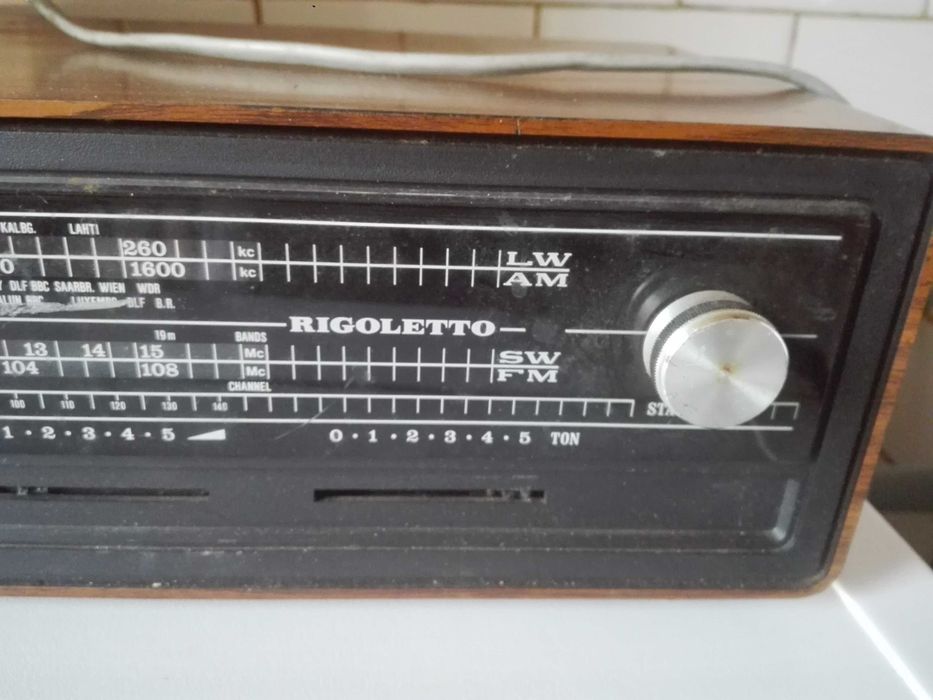 KALBG. LAHTI
0 260 kc LW
0 1600 kc AM
DLF BBC SAARBR. WIEN WDR
DLF B.R.
RIGOLETTO
19m BANDS
13 14 15 Mc SW
104 108 Mc FM
CHANNEL
100 110 120 130 140
1 • 2 • 3 • 4 • 5 0 • 1 • 2 • 3 • 4 • 5 TON